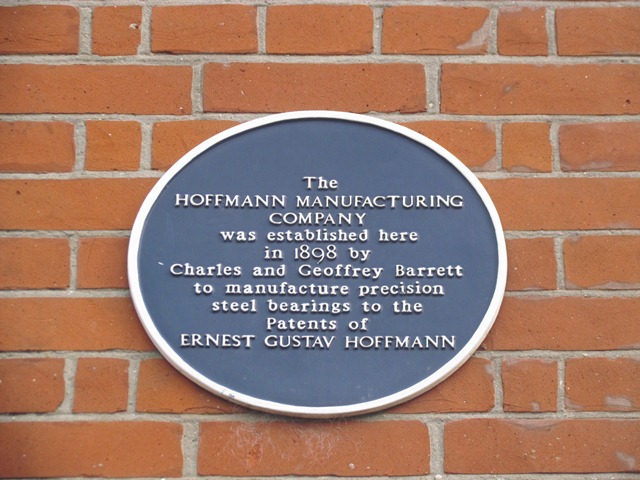 The
HOFFMANN MANUFACTURING
COMPANY
was established here
in 1898 by
Charles and Geoffrey Barrett
to manufacture precision
steel bearings to the
Patents of
ERNEST GUSTAV HOFFMANN